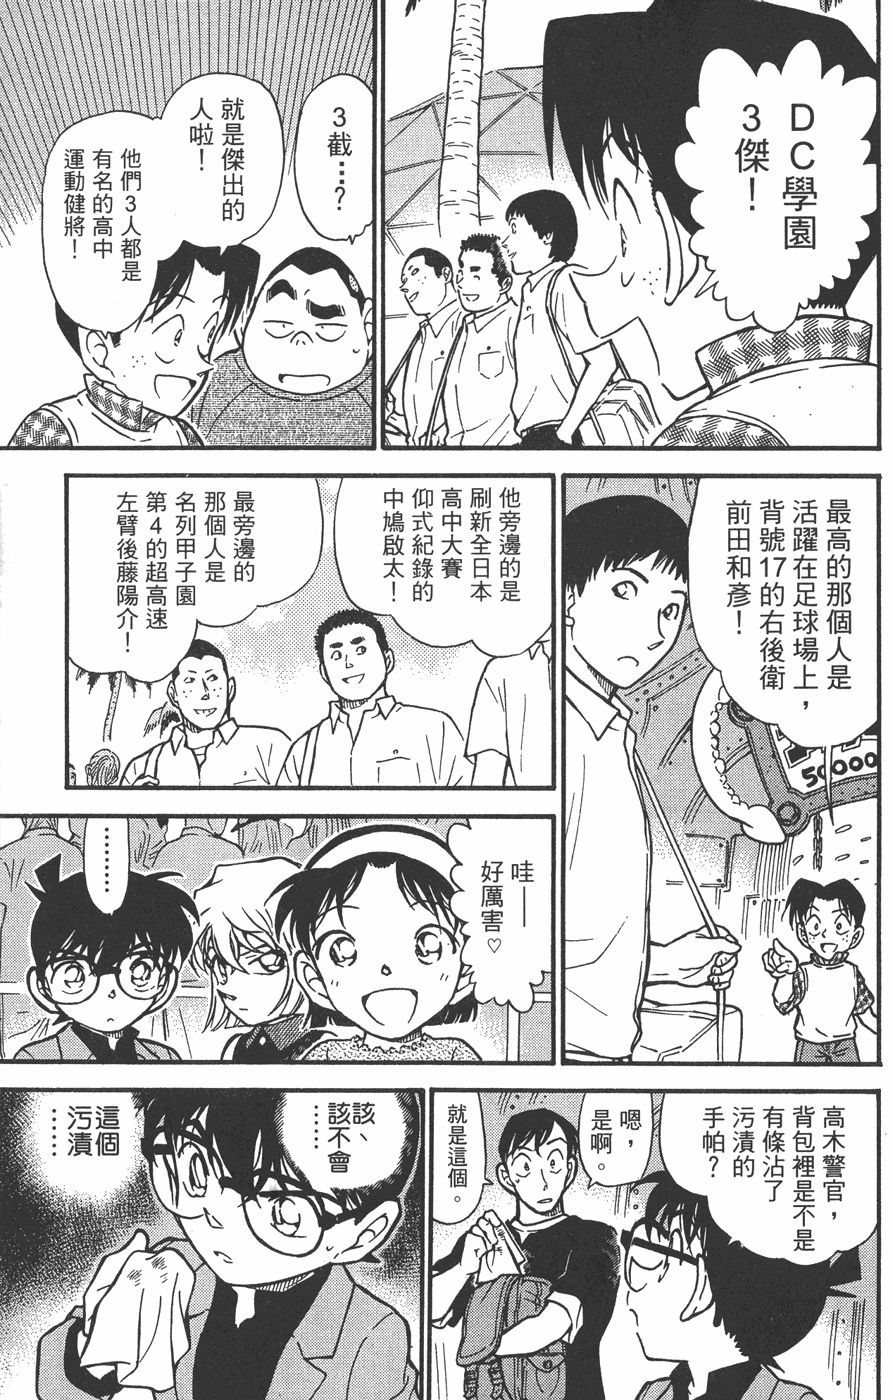 DC學園
3傑！
3截…？
就是傑出的
人啦！
他們3人都是
有名的高中
運動健將！
最高的那個人是
活躍在足球場上，
背號17的右後衛
前田和彥！
他旁邊的是
刷新全日本
高中大賽
仰式紀錄的
中鳩啟太！
最旁邊的
那個人是
名列甲子園
第4的超高速
左臂後藤陽介！
50000
哇——
好厲害♡
………
高木警官，
背包裡是不是
有條沾了
污漬的
手帕？
嗯，
是啊。
就是這個。
該、
該不會
……
這個
污漬
……